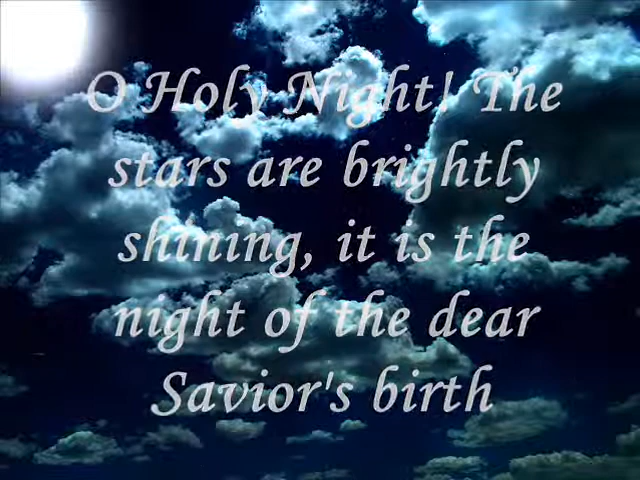 O Holy Night! The
stars are brightly
shining, it is the
night of the dear
Savior's birth